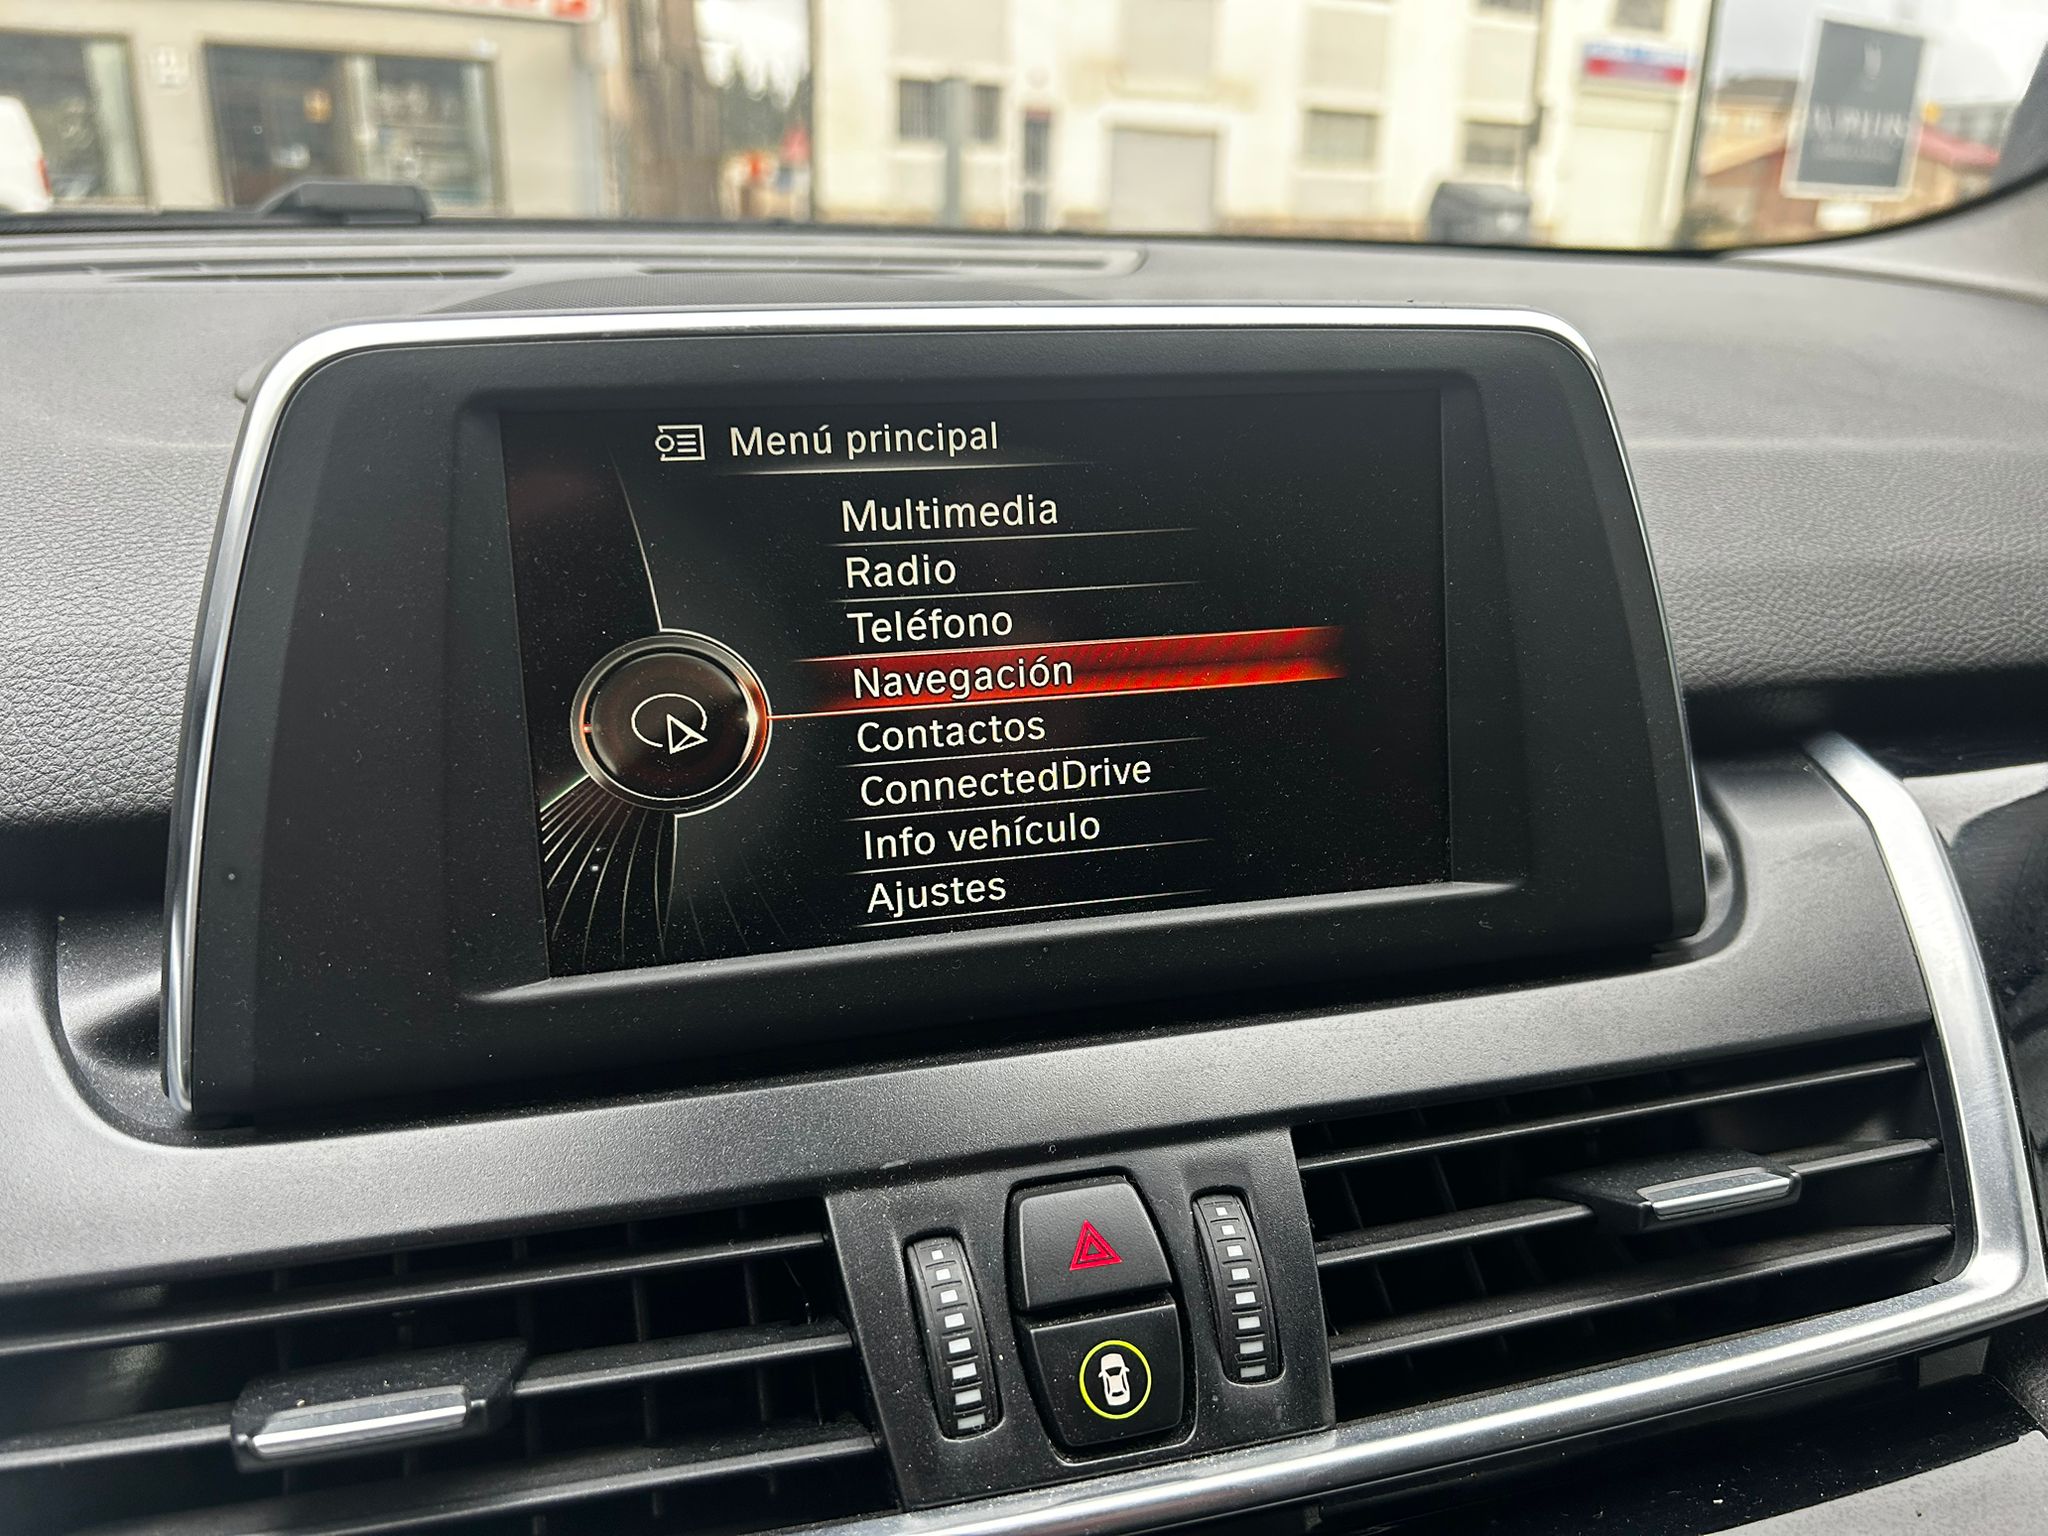 Menú principal
Multimedia
Radio
Teléfono
Navegación
Contactos
ConnectedDrive
Info vehículo
Ajustes